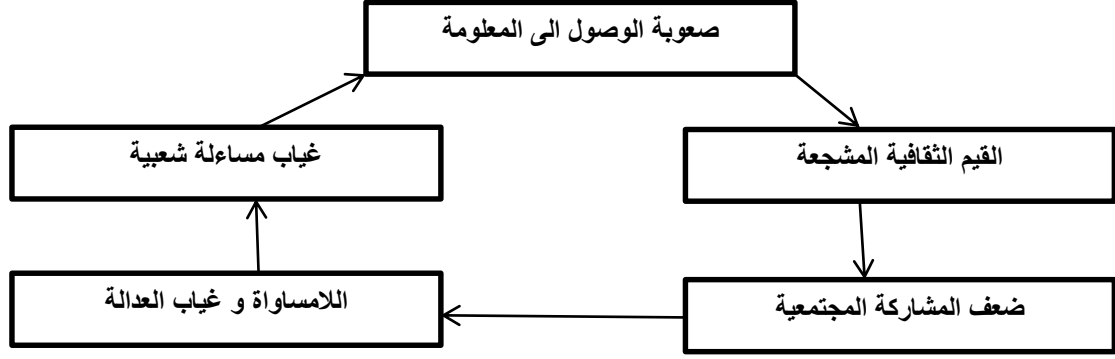 صعوبة الوصول الى المعلومة
غياب مساءلة شعبية
القيم الثقافية المشجعة
اللامساواة و غياب العدالة
ضعف المشاركة المجتمعية